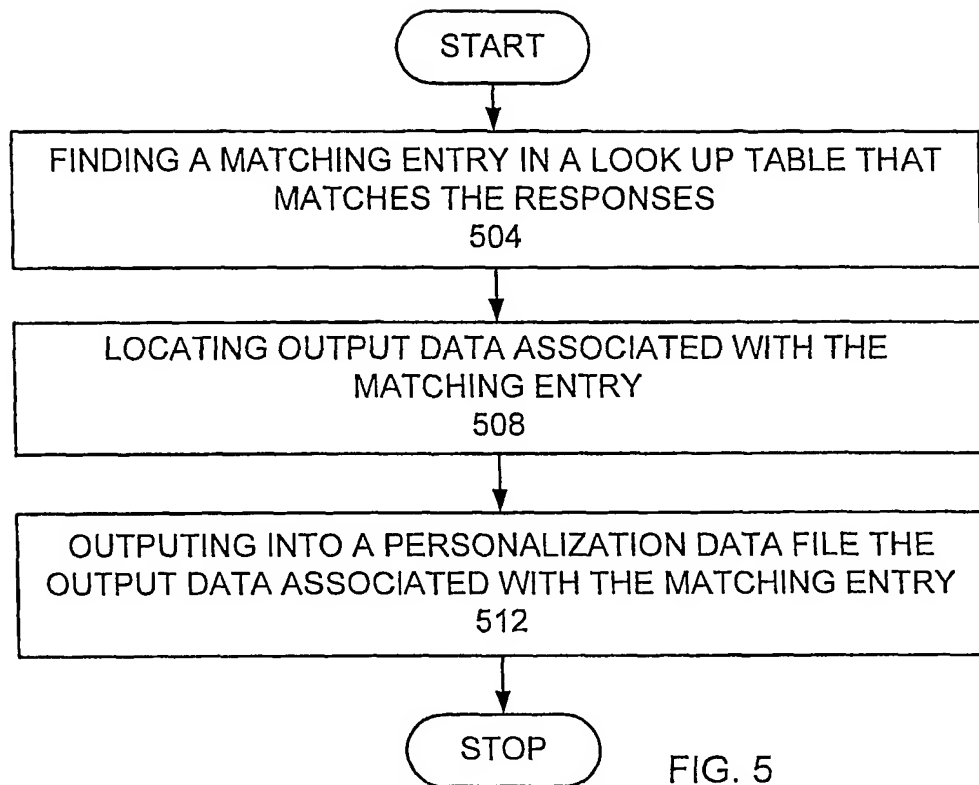 START
FINDING A MATCHING ENTRY IN A LOOK UP TABLE THAT
MATCHES THE RESPONSES
504
LOCATING OUTPUT DATA ASSOCIATED WITH THE
MATCHING ENTRY
508
OUTPUTING INTO A PERSONALIZATION DATA FILE THE
OUTPUT DATA ASSOCIATED WITH THE MATCHING ENTRY
512
STOP
FIG. 5